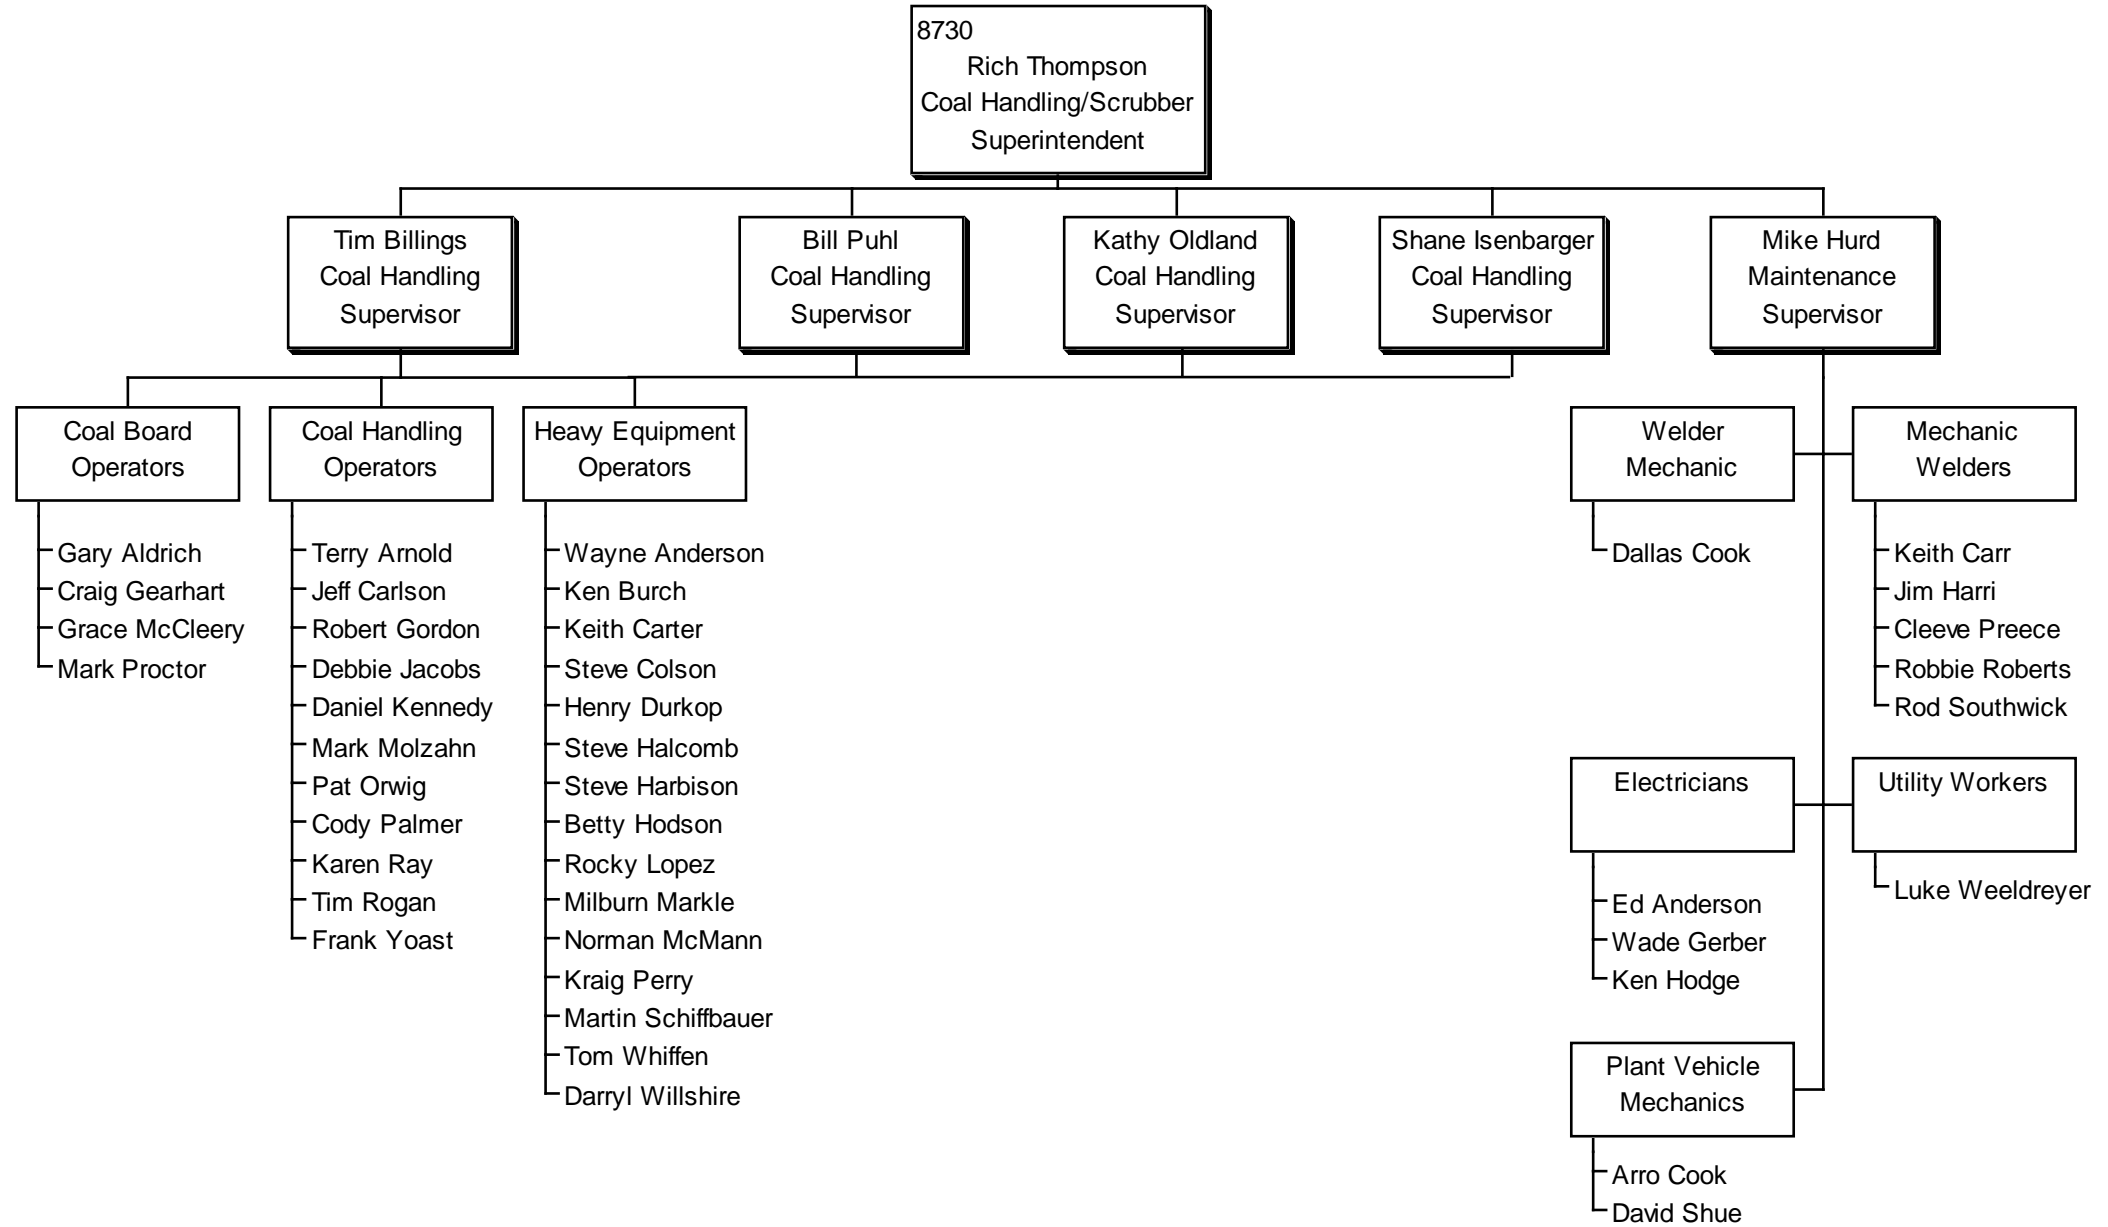 8730
Rich Thompson
Coal Handling/Scrubber
Superintendent
Tim Billings
Coal Handling
Supervisor
Bill Puhl
Coal Handling
Supervisor
Kathy Oldland
Coal Handling
Supervisor
Shane Isenbarger
Coal Handling
Supervisor
Mike Hurd
Maintenance
Supervisor
Coal Board
Operators
Gary Aldrich
Craig Gearhart
Grace McCleery
Mark Proctor
Coal Handling
Operators
Terry Arnold
Jeff Carlson
Robert Gordon
Debbie Jacobs
Daniel Kennedy
Mark Molzahn
Pat Orwig
Cody Palmer
Karen Ray
Tim Rogan
Frank Yoast
Heavy Equipment
Operators
Wayne Anderson
Ken Burch
Keith Carter
Steve Colson
Henry Durkop
Steve Halcomb
Steve Harbison
Betty Hodson
Rocky Lopez
Milburn Markle
Norman McMann
Kraig Perry
Martin Schiffbauer
Tom Whiffen
Darryl Willshire
Welder
Mechanic
Dallas Cook
Mechanic
Welders
Keith Carr
Jim Harri
Cleeve Preece
Robbie Roberts
Rod Southwick
Electricians
Ed Anderson
Wade Gerber
Ken Hodge
Utility Workers
Luke Weeldreyer
Plant Vehicle
Mechanics
Arro Cook
David Shue